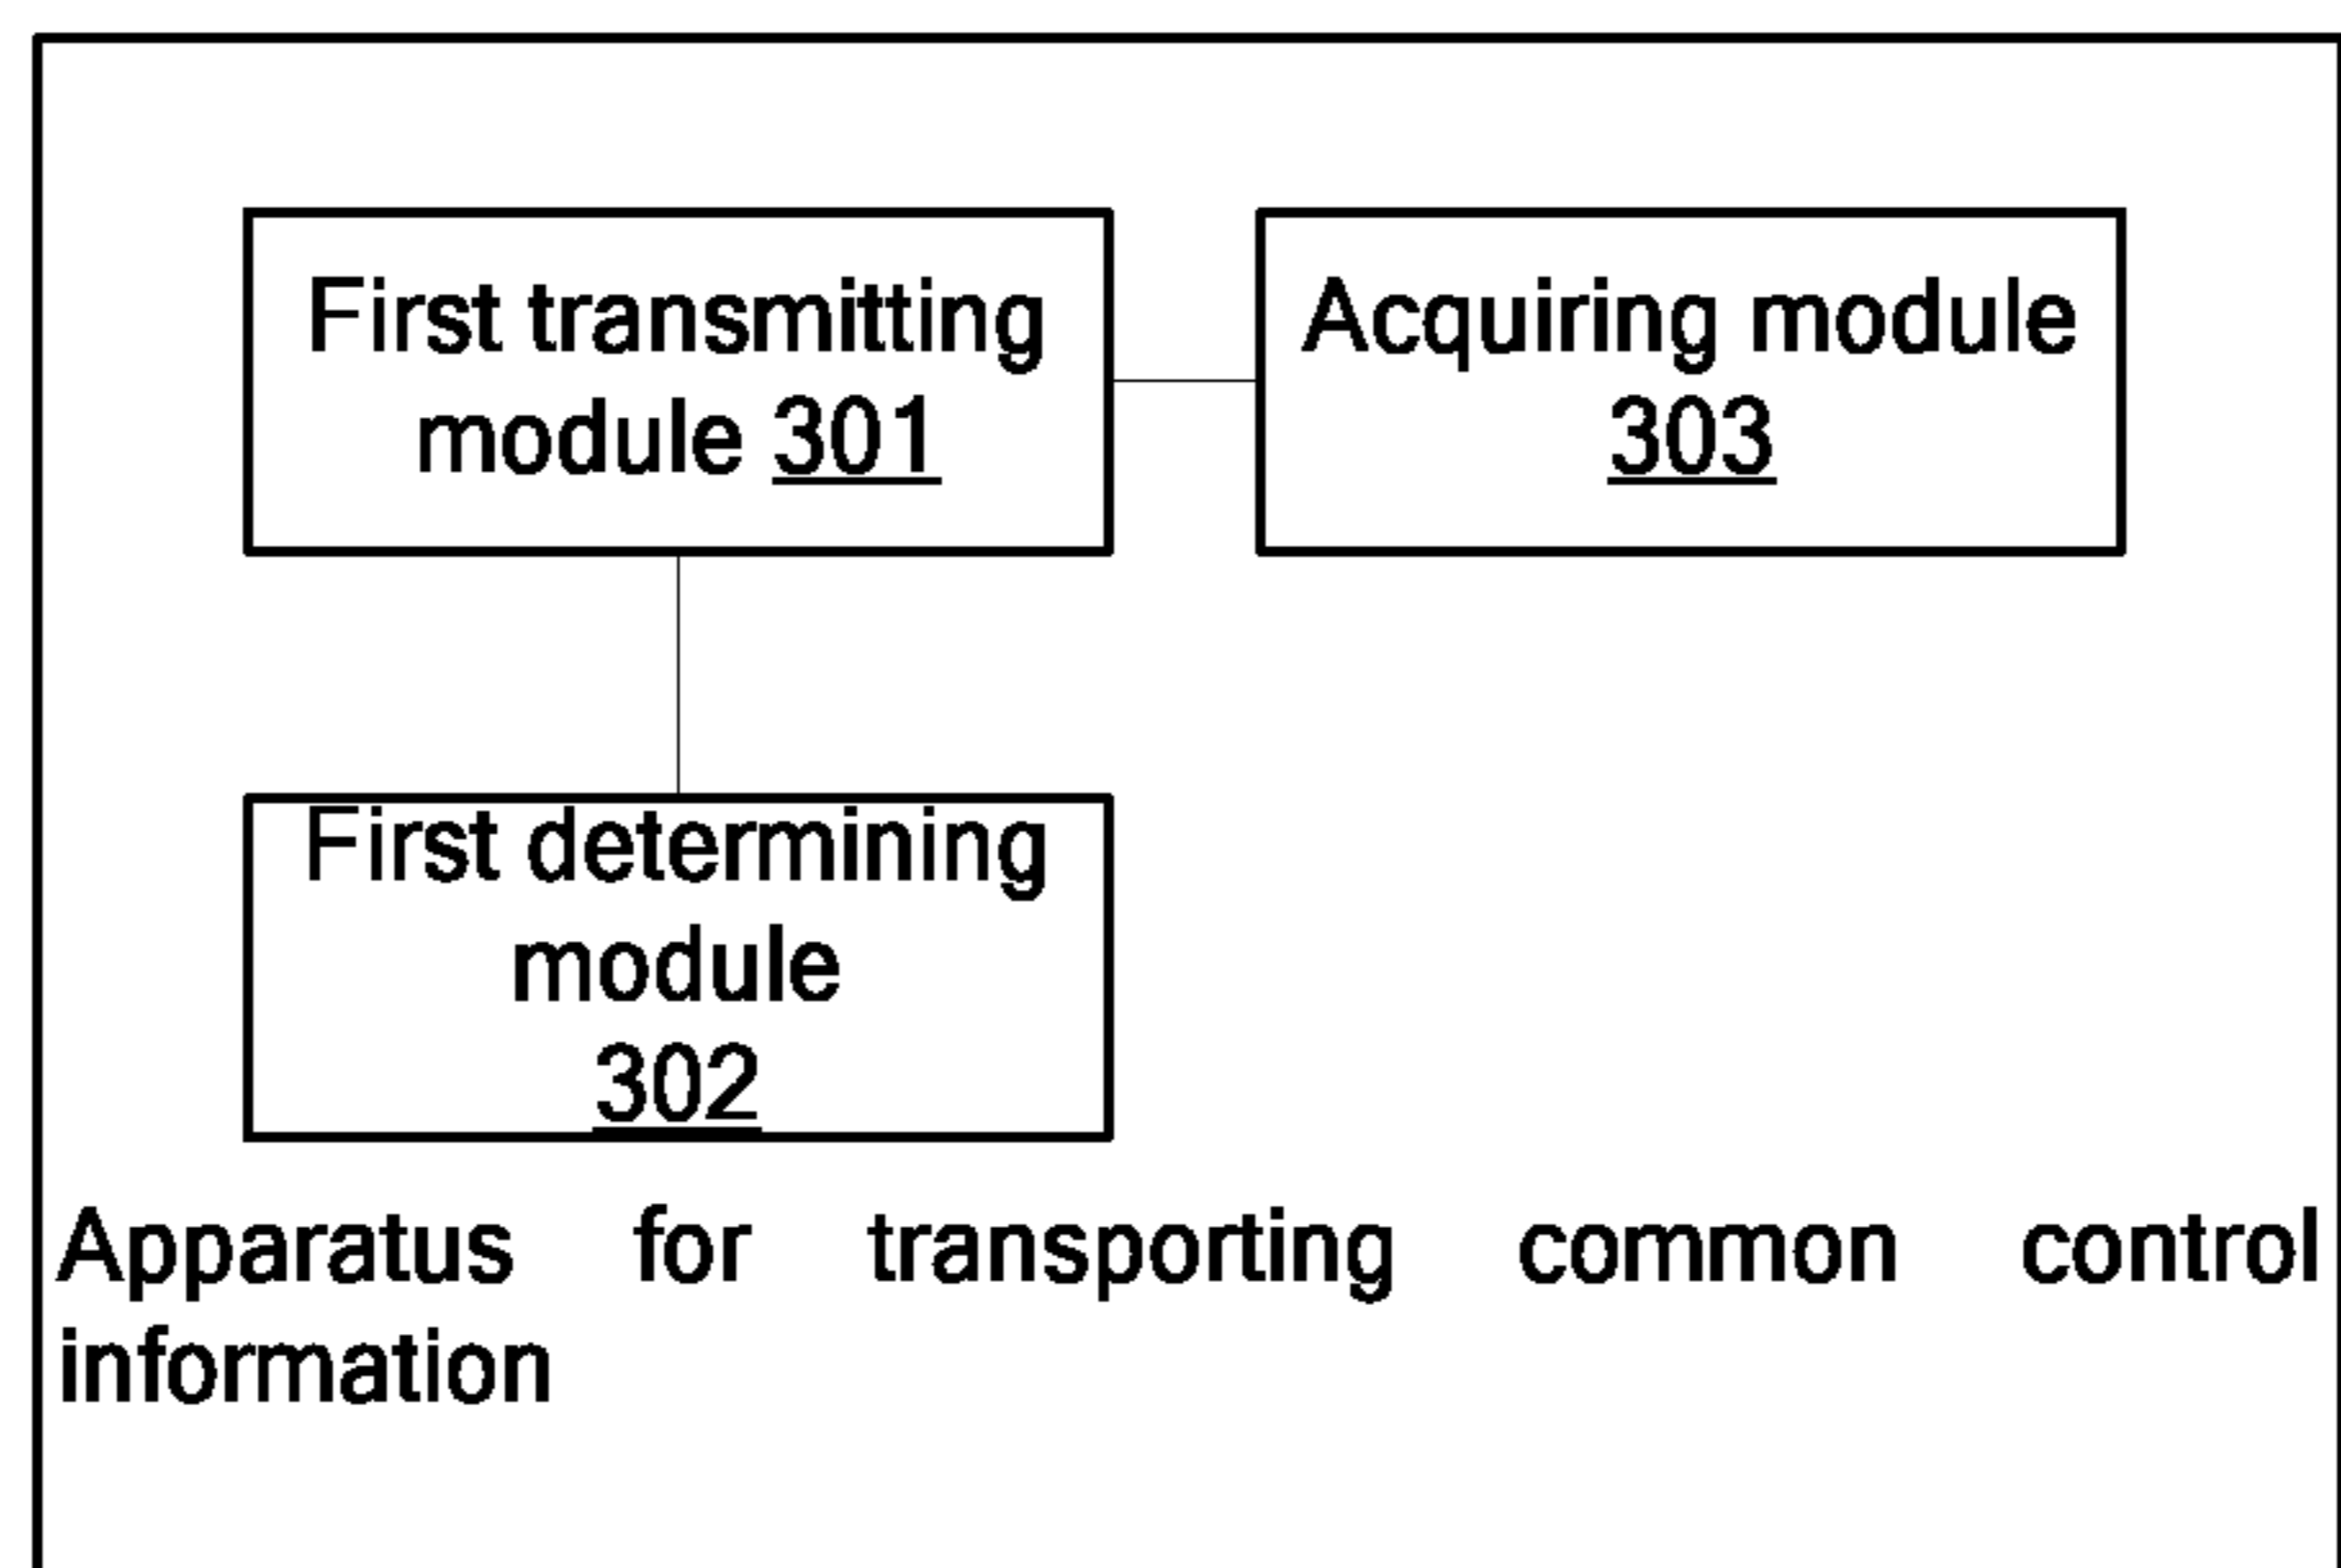 First transmitting
module 301
Acquiring module
303
First determining
module
302
Apparatus for transporting common control
information